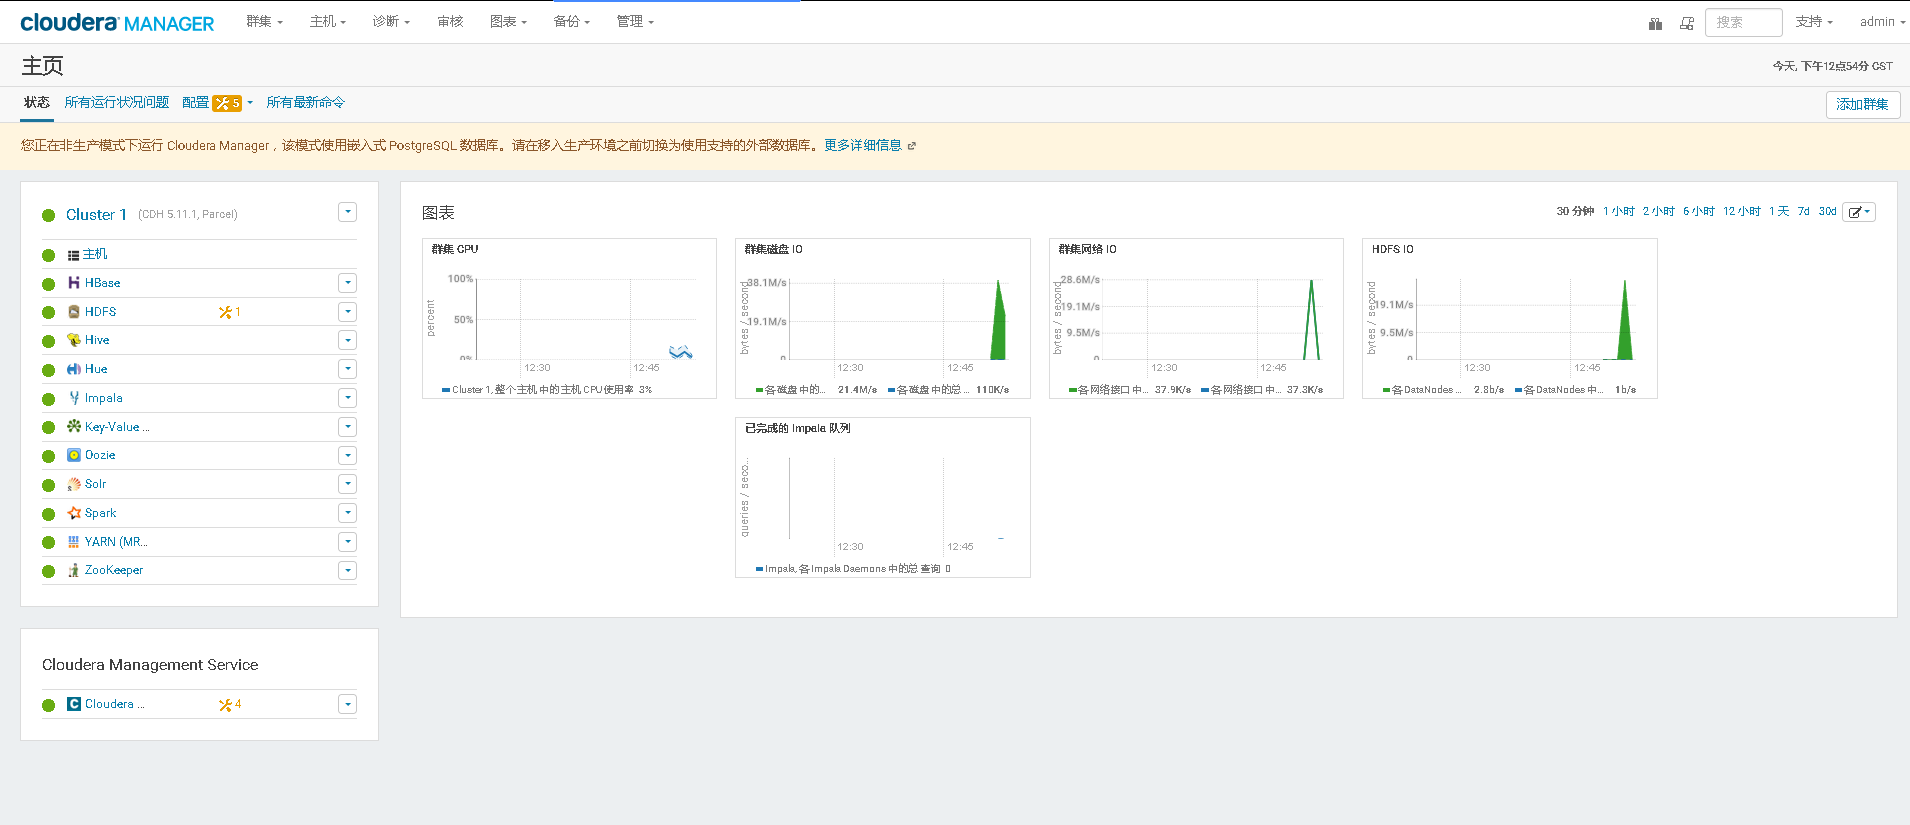 cloudera MANAGER 群集 主机 诊断 审核 图表 备份 管理 搜索 支持 admin
主页
今天, 下午12点54分 CST
状态 所有运行状况问题 配置 5 所有最新命令 添加群集
您正在非生产模式下运行 Cloudera Manager，该模式使用嵌入式 PostgreSQL 数据库。请在移入生产环境之前切换为使用支持的外部数据库。更多详细信息
Cluster 1 (CDH 5.11.1, Parcel)
主机
HBase
HDFS 1
Hive
Hue
Impala
Key-Value ...
Oozie
Solr
Spark
YARN (MR...
ZooKeeper
Cloudera Management Service
Cloudera ... 4
图表
30 分钟 1 小时 2 小时 6 小时 12 小时 1 天 7d 30d
群集 CPU
percent
100%
50%
0%
12:30 12:45
Cluster 1, 整个主机 中的主机 CPU 使用率 3%
群集磁盘 IO
bytes / second
38.1M/s
19.1M/s
0
12:30 12:45
各磁盘 中的... 21.4M/s 各磁盘 中的总... 110K/s
群集网络 IO
bytes / second
28.6M/s
19.1M/s
9.5M/s
0
12:30 12:45
各网络接口 中... 37.9K/s 各网络接口 中... 37.3K/s
HDFS IO
bytes / second
19.1M/s
9.5M/s
0
12:30 12:45
各 DataNodes ... 2.8b/s 各 DataNodes 中... 1b/s
已完成的 Impala 队列
queries / seco...
12:30 12:45
Impala, 各 Impala Daemons 中的总 查询 0